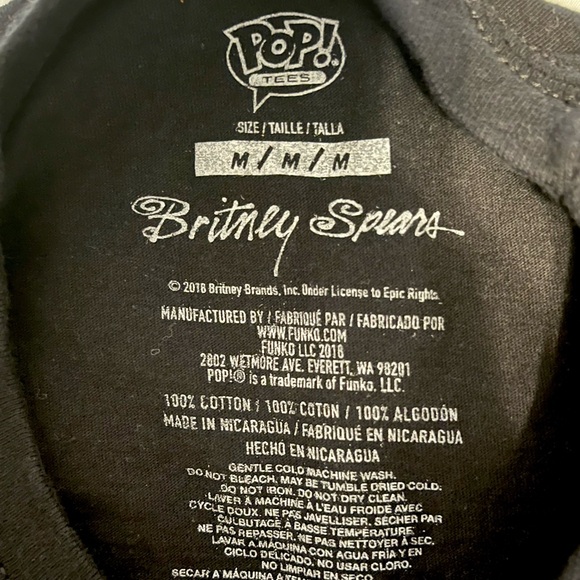 POP!®
TEES
SIZE / TAILLE / TALLA
M / M / M
Britney Spears
© 2018 Britney Brands, Inc. Under License to Epic Rights.
MANUFACTURED BY / FABRIQUÉ PAR / FABRICADO POR
WWW.FUNKO.COM
FUNKO LLC 2018
2802 WETMORE AVE. EVERETT, WA 98201
POP!® is a trademark of Funko, LLC.
100% COTTON / 100% COTON / 100% ALGODÓN
MADE IN NICARAGUA / FABRIQUÉ EN NICARAGUA
HECHO EN NICARAGUA
GENTLE COLD MACHINE WASH.
DO NOT BLEACH. MAY BE TUMBLE DRIED COLD.
DO NOT IRON. DO NOT DRY CLEAN.
LAVER À MACHINE À L'EAU FROIDE AVEC
CYCLE DOUX. NE PAS JAVELLISER. SÉCHER PAR
CULBUTAGE À BASSE TEMPÉRATURE.
NE PAS REPASSER. NE PAS NETTOYER À SEC.
LAVAR A MÁQUINA CON AGUA FRÍA Y EN
CICLO DELICADO. NO USAR CLORO.
NO LIMPIAR EN SECO.
SECAR A MÁQUINA A